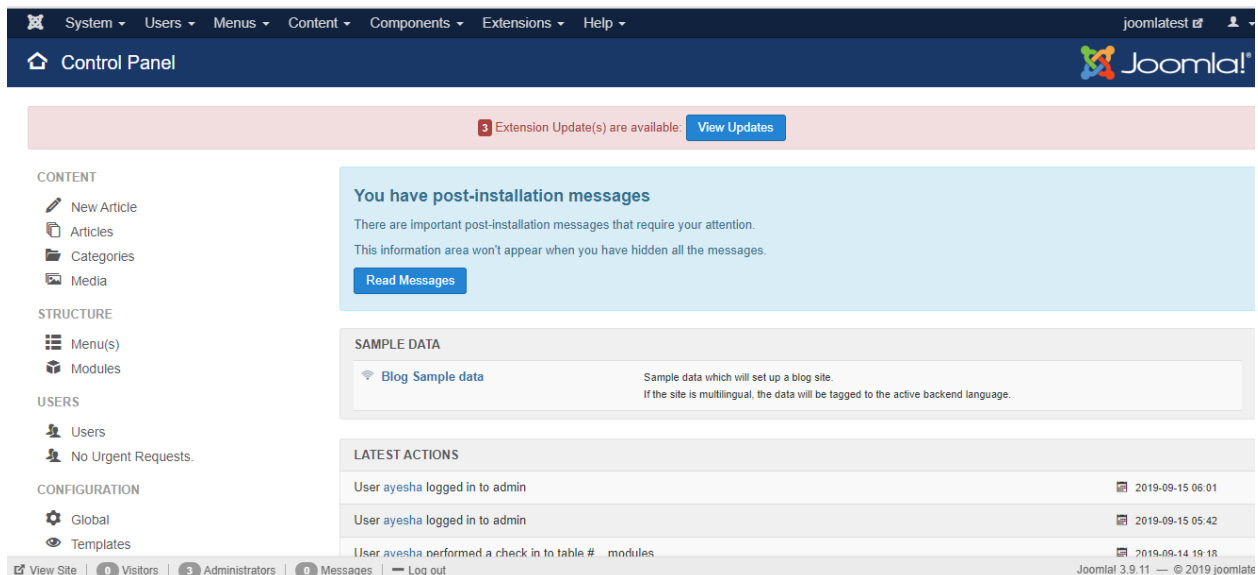 System Users Menus Content Components Extensions Help joomlatest
Control Panel Joomla!®
3 Extension Update(s) are available: View Updates
CONTENT
New Article
Articles
Categories
Media
STRUCTURE
Menu(s)
Modules
USERS
Users
No Urgent Requests.
CONFIGURATION
Global
Templates
You have post-installation messages
There are important post-installation messages that require your attention.
This information area won't appear when you have hidden all the messages.
Read Messages
SAMPLE DATA
Blog Sample data Sample data which will set up a blog site.
If the site is multilingual, the data will be tagged to the active backend language.
LATEST ACTIONS
User ayesha logged in to admin 2019-09-15 06:01
User ayesha logged in to admin 2019-09-15 05:42
User ayesha performed a check in to table #__modules 2019-09-14 19:18
View Site 0 Visitors 3 Administrators 0 Messages Log out Joomla! 3.9.11 — © 2019 joomlate